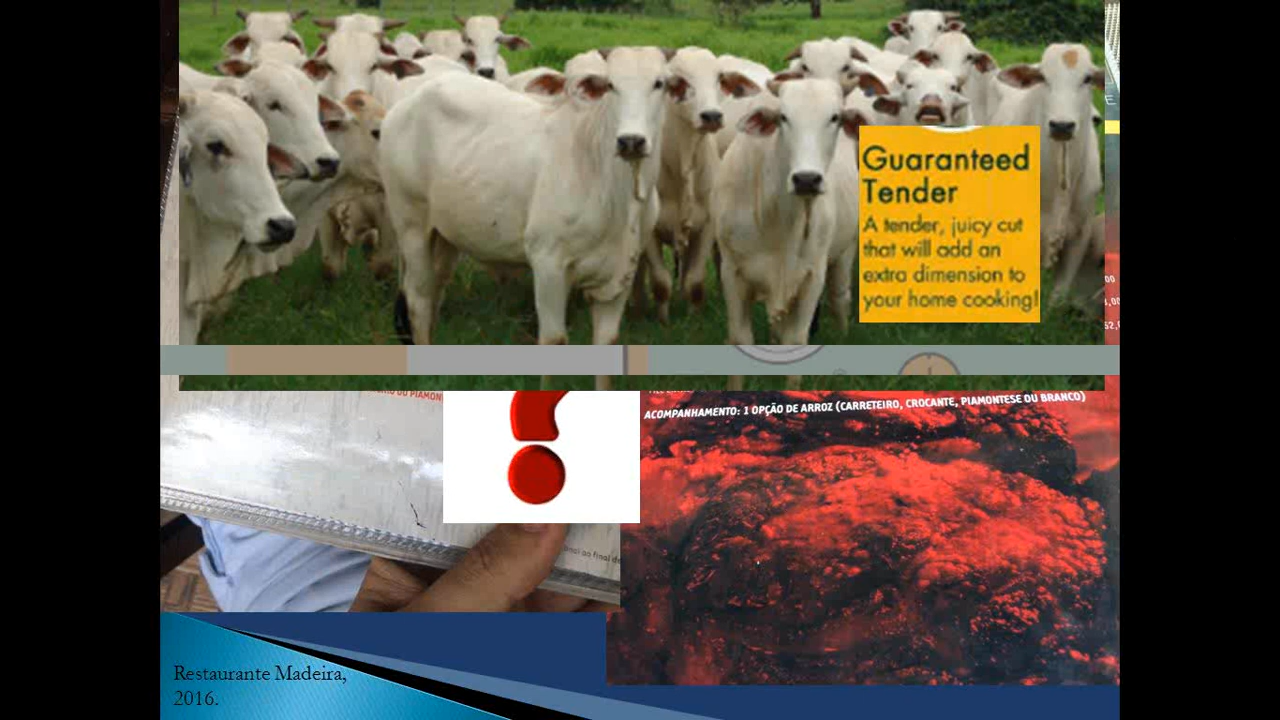 Guaranteed
Tender
A tender, juicy cut
that will add an
extra dimension to
your home cooking!
ACOMPANHAMENTO: 1 OPÇÃO DE ARROZ (CARRETEIRO, CROCANTE, PIAMONTESE OU BRANCO)
Restaurante Madeira,
2016.